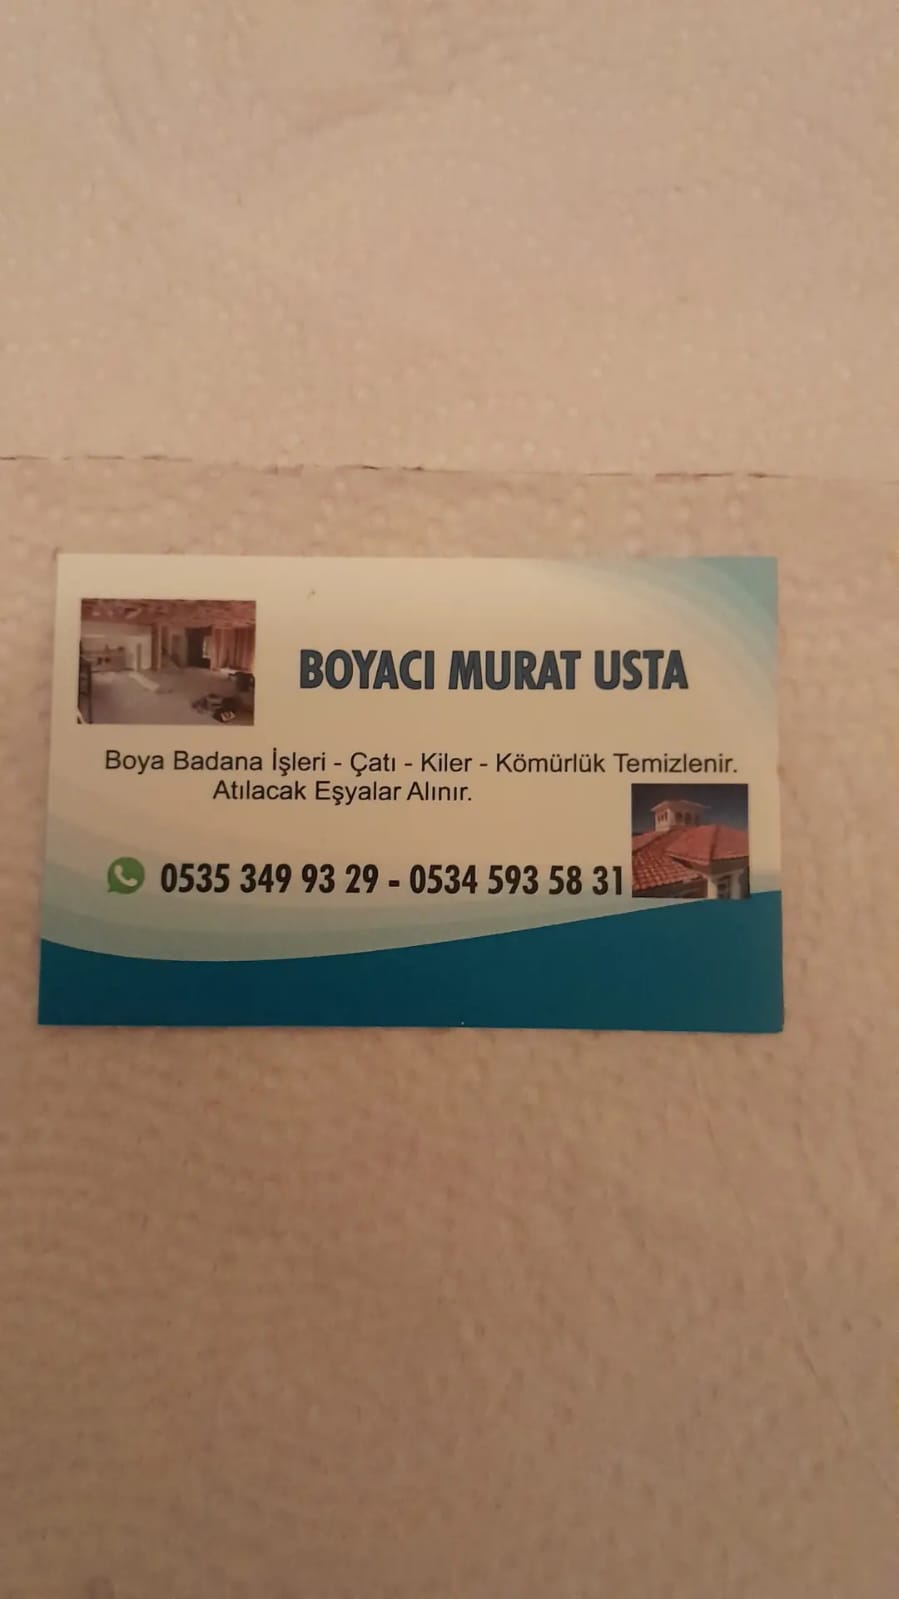 BOYACI MURAT USTA
Boya Badana İşleri - Çatı - Kiler - Kömürlük Temizlenir.
Atılacak Eşyalar Alınır.
0535 349 93 29 - 0534 593 58 31